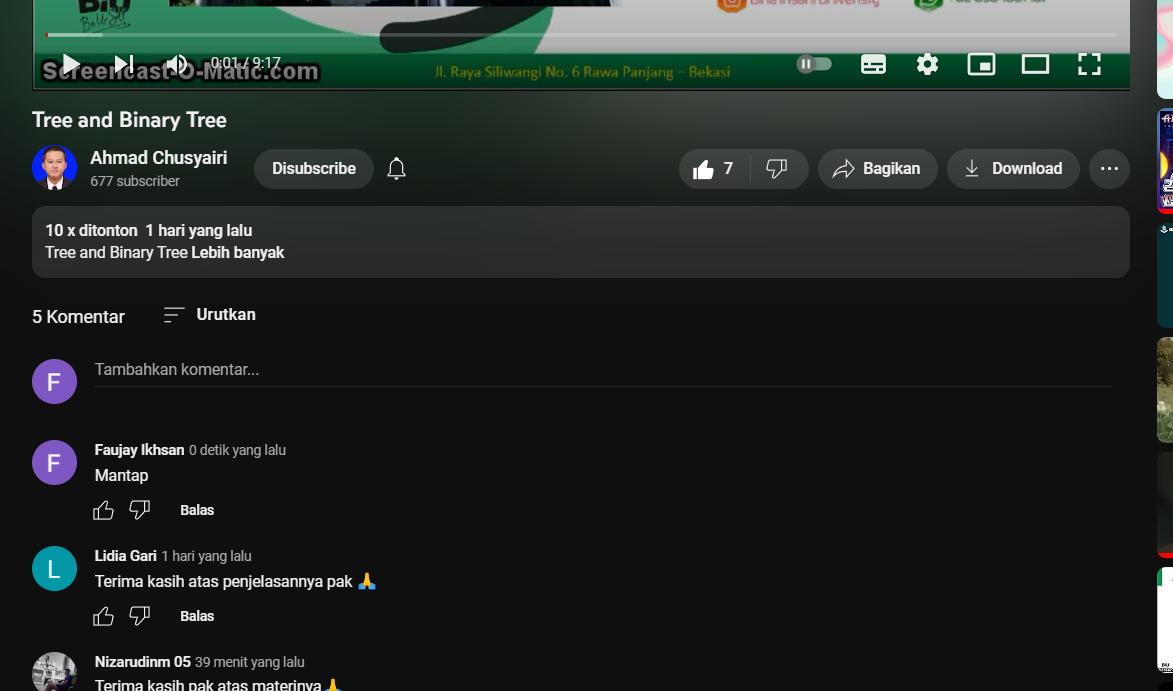 BIU
Screencast-O-Matic.com
0:01 / 9:17
Jl. Raya Siliwangi No. 6 Rawa Panjang – Bekasi
Tree and Binary Tree
Ahmad Chusyairi
677 subscriber
Disubscribe
7
Bagikan
Download
10 x ditonton 1 hari yang lalu
Tree and Binary Tree Lebih banyak
5 Komentar
Urutkan
F
Tambahkan komentar...
F
Faujay Ikhsan 0 detik yang lalu
Mantap
Balas
L
Lidia Gari 1 hari yang lalu
Terima kasih atas penjelasannya pak 🙏
Balas
Nizarudinm 05 39 menit yang lalu
Terima kasih pak atas materinya 🙏